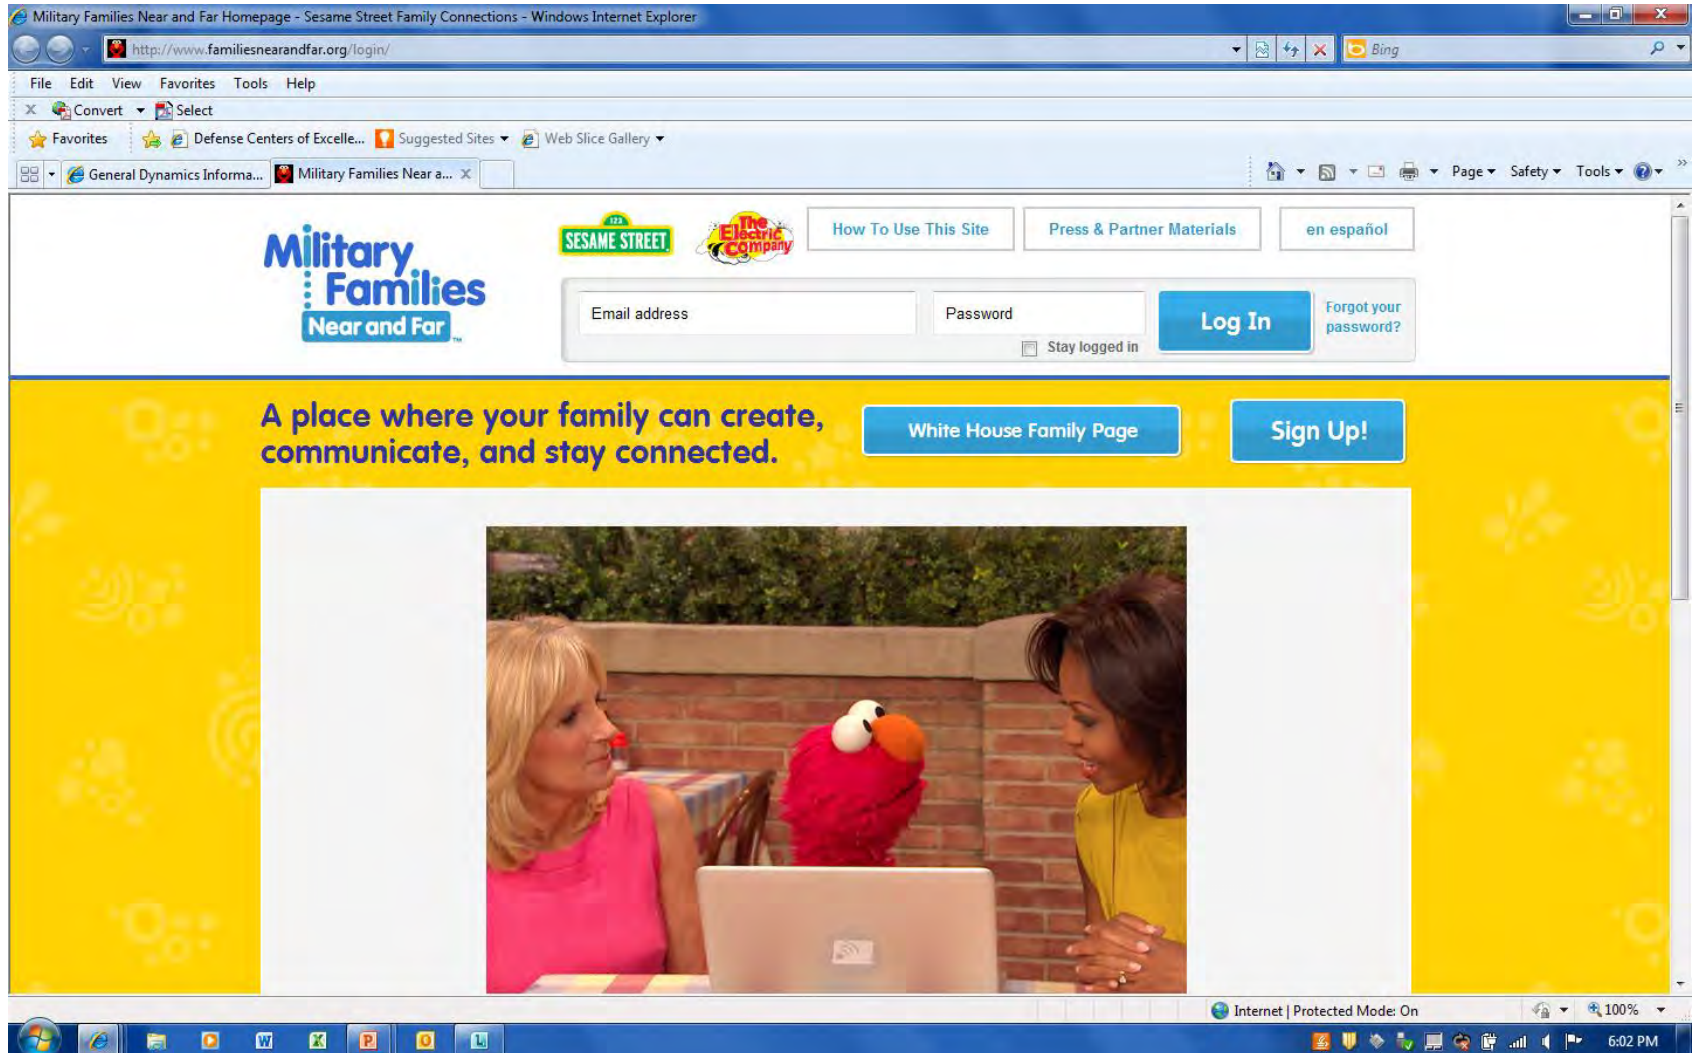 Military Families Near and Far Homepage - Sesame Street Family Connections - Windows Internet Explorer
http://www.familiesnearandfar.org/login/
Bing
File Edit View Favorites Tools Help
X Convert Select
Favorites Defense Centers of Excelle... Suggested Sites Web Slice Gallery
General Dynamics Informa... Military Families Near a... X
Page Safety Tools
Military
Families
Near and Far
TM
123
SESAME STREET
The
Electric
Company
How To Use This Site
Press & Partner Materials
en español
Email address
Password
Log In
Forgot your
password?
Stay logged in
A place where your family can create,
communicate, and stay connected.
White House Family Page
Sign Up!
Internet | Protected Mode: On
100%
6:02 PM